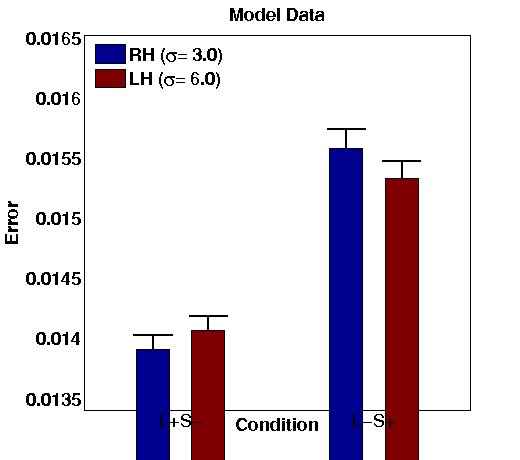 Model Data
RH (σ= 3.0)
LH (σ= 6.0)
0.0165
0.016
0.0155
0.015
0.0145
0.014
0.0135
Error
L+S−
L−S+
Condition